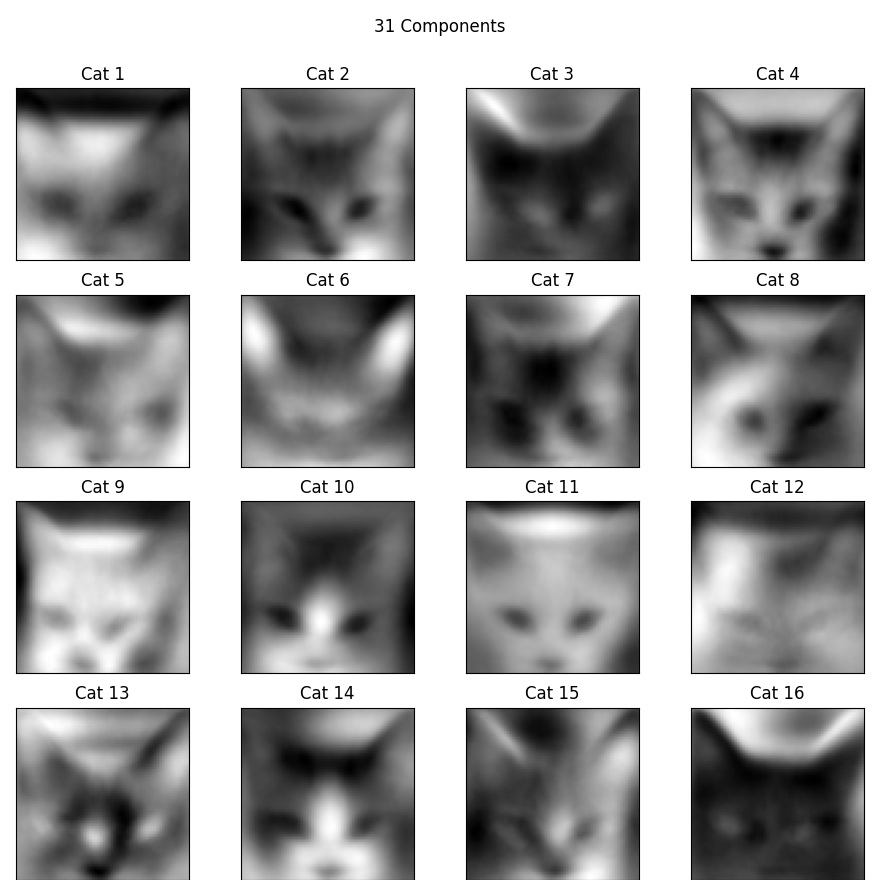 31 Components
Cat 1
Cat 2
Cat 3
Cat 4
Cat 5
Cat 6
Cat 7
Cat 8
Cat 9
Cat 10
Cat 11
Cat 12
Cat 13
Cat 14
Cat 15
Cat 16